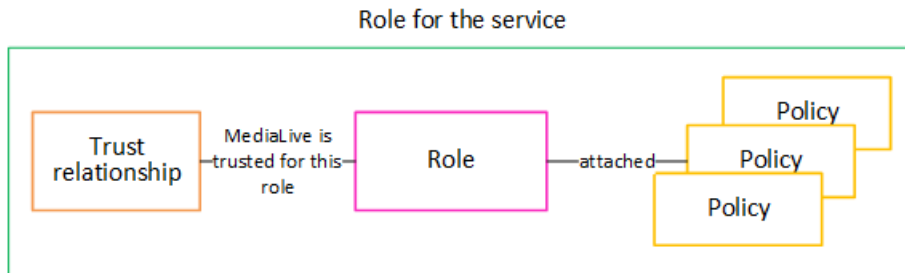 Role for the service
Trust
relationship
MediaLive is
trusted for this
role
Role
attached
Policy
Policy
Policy